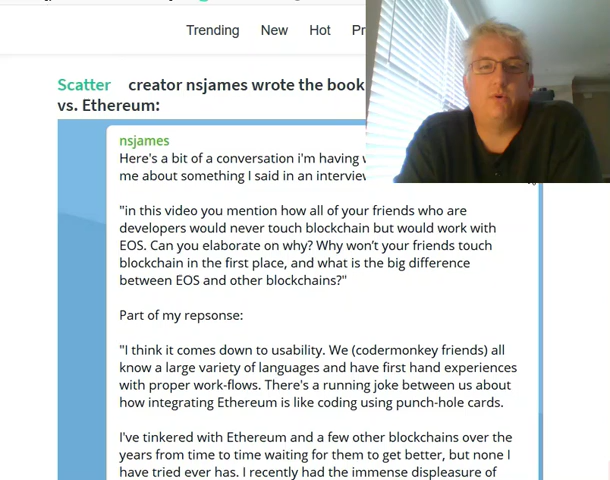 Trending New Hot
Scatter creator nsjames wrote the book
vs. Ethereum:
nsjames
Here's a bit of a conversation i'm having
me about something I said in an interview
"in this video you mention how all of your friends who are
developers would never touch blockchain but would work with
EOS. Can you elaborate on why? Why won't your friends touch
blockchain in the first place, and what is the big difference
between EOS and other blockchains?"
Part of my repsonse:
"I think it comes down to usability. We (codermonkey friends) all
know a large variety of languages and have first hand experiences
with proper work-flows. There's a running joke between us about
how integrating Ethereum is like coding using punch-hole cards.
I've tinkered with Ethereum and a few other blockchains over the
years from time to time waiting for them to get better, but none I
have tried ever has. I recently had the immense displeasure of